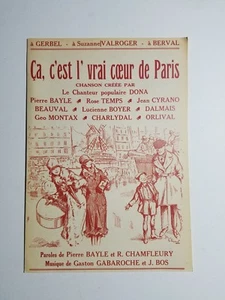 à GERBEL - à Suzanne VALROGER - à BERVAL
Ça, c'est l' vrai cœur de Paris
CHANSON CRÉÉE PAR
Le Chanteur populaire DONA
Pierre BAYLE Rose TEMPS Jean CYRANO
BEAUVAL Lucienne BOYER DALMAIS
Geo MONTAX CHARLYDAL ORLIVAL
Paroles de Pierre BAYLE et R. CHAMFLEURY
Musique de Gaston GABAROCHE et J. BOS